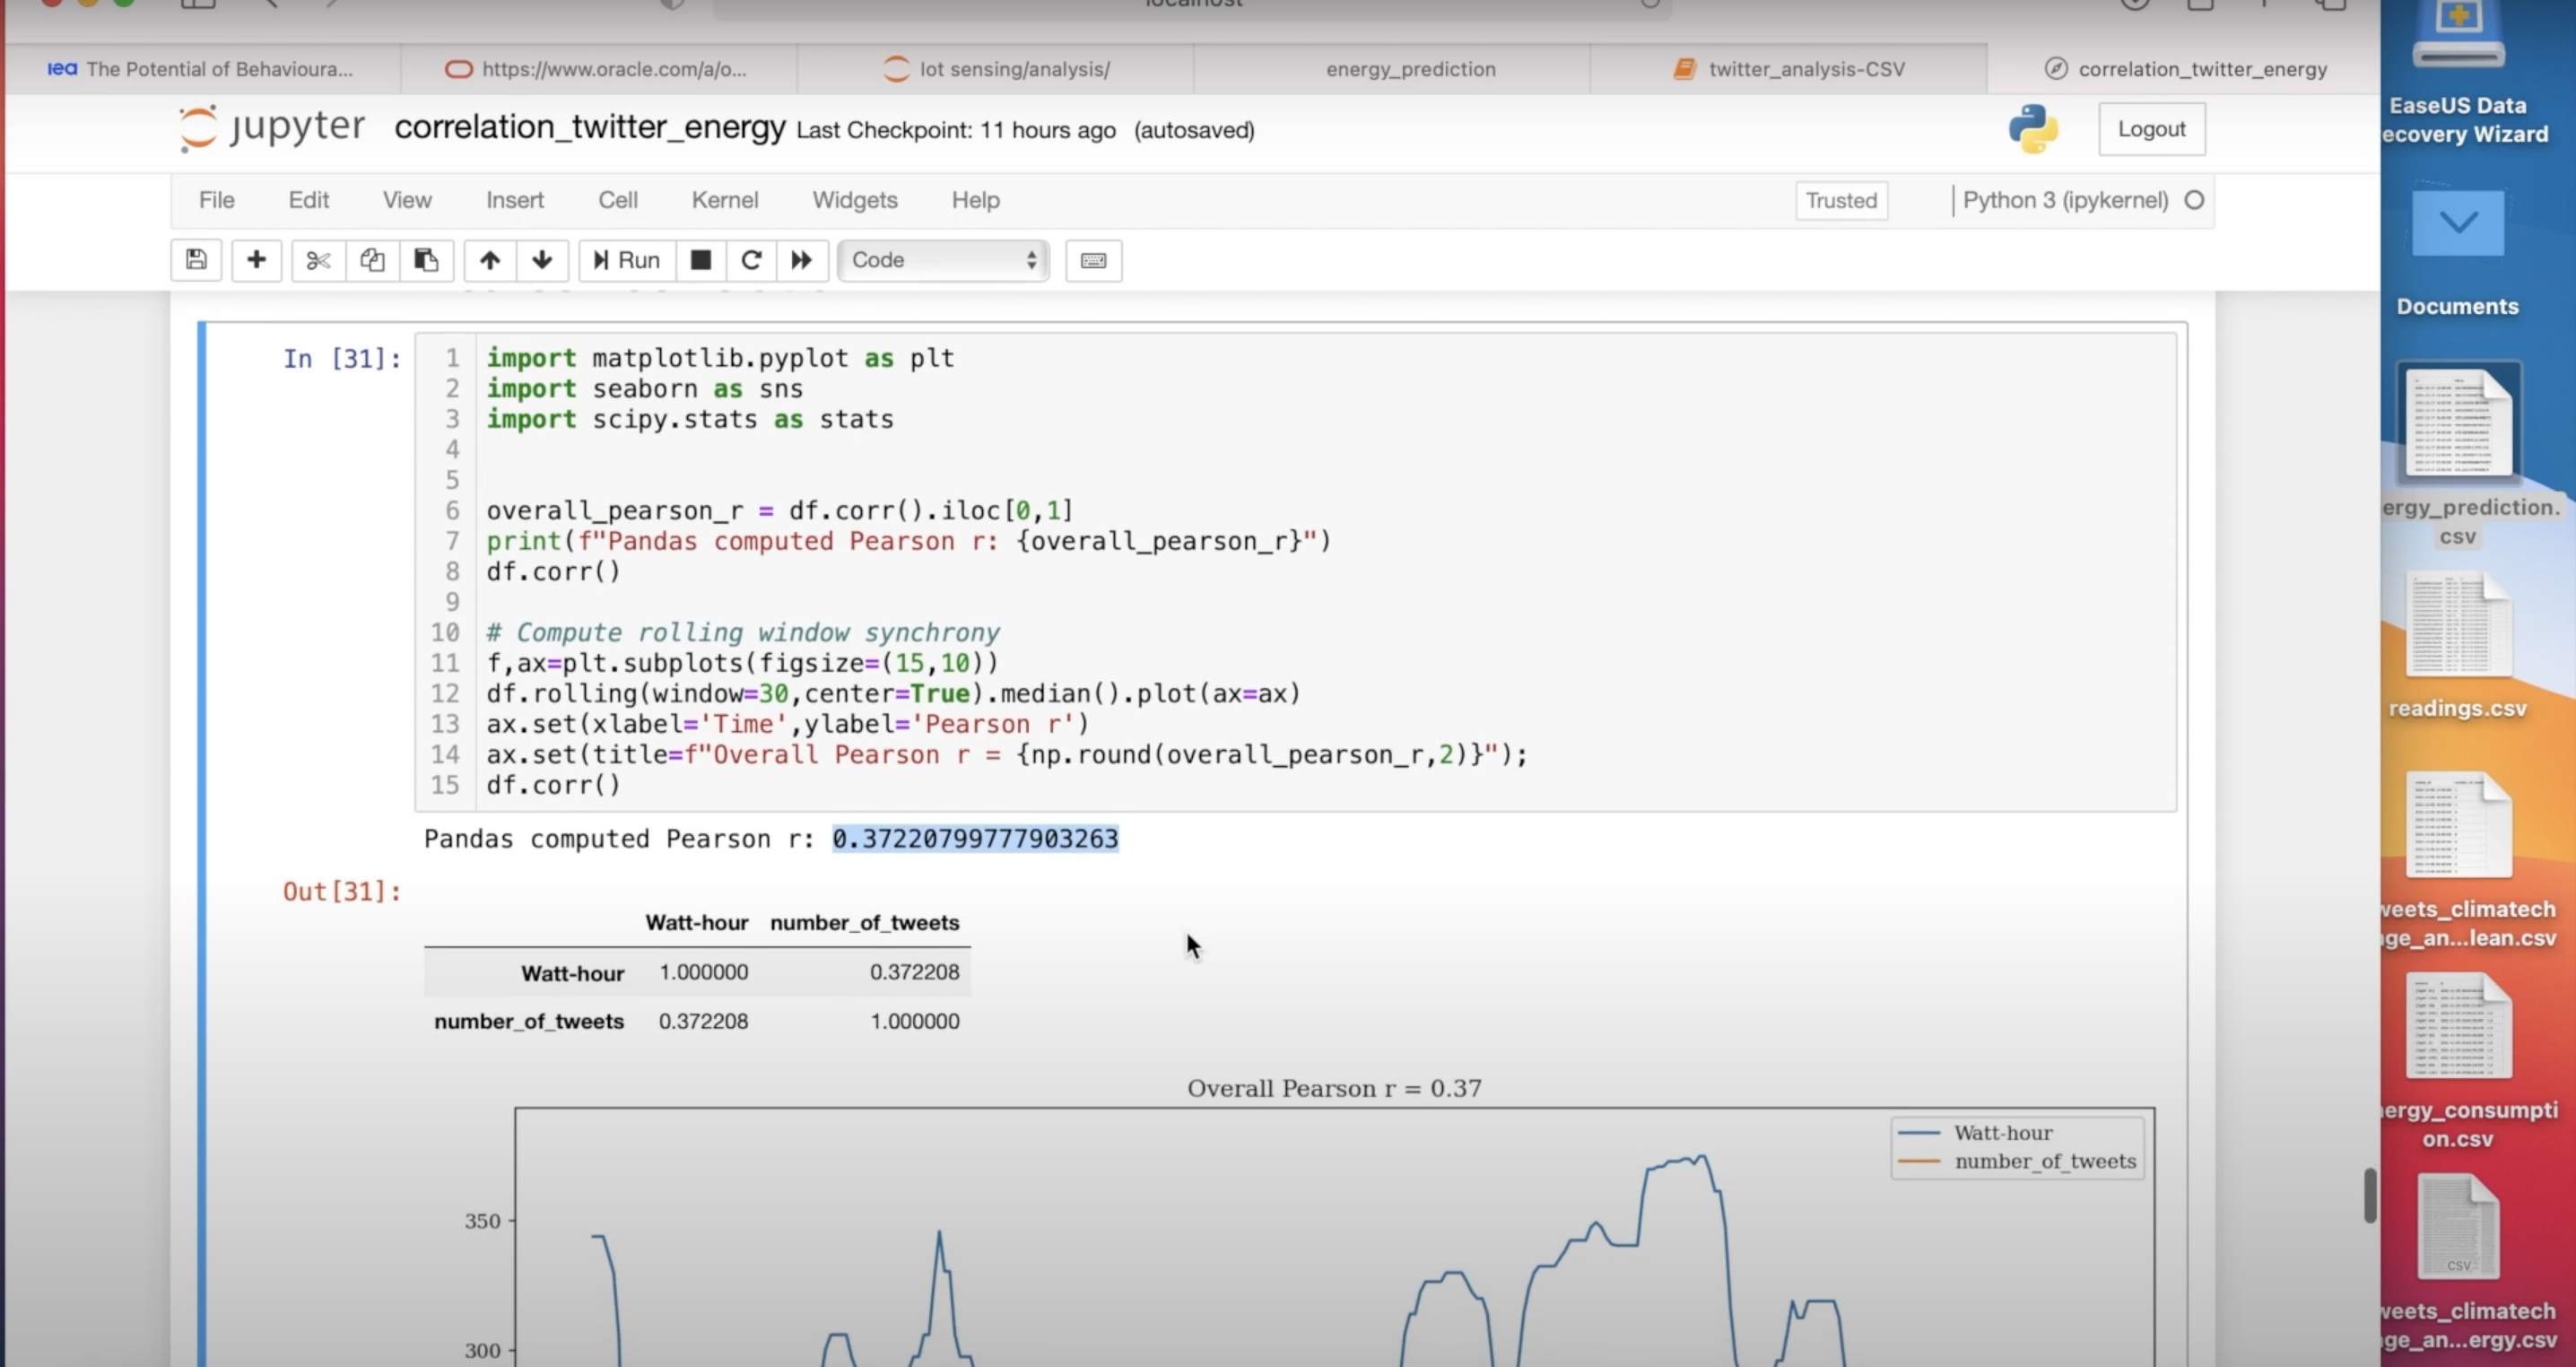 localhost
iea The Potential of Behavioura...
https://www.oracle.com/a/o...
Iot sensing/analysis/
energy_prediction
twitter_analysis-CSV
correlation_twitter_energy
jupyter correlation_twitter_energy Last Checkpoint: 11 hours ago (autosaved)
Logout
File Edit View Insert Cell Kernel Widgets Help
Trusted
Python 3 (ipykernel)
Run
Code
In [31]:
1 import matplotlib.pyplot as plt
2 import seaborn as sns
3 import scipy.stats as stats
4
5
6 overall_pearson_r = df.corr().iloc[0,1]
7 print(f"Pandas computed Pearson r: {overall_pearson_r}")
8 df.corr()
9
10 # Compute rolling window synchrony
11 f,ax=plt.subplots(figsize=(15,10))
12 df.rolling(window=30,center=True).median().plot(ax=ax)
13 ax.set(xlabel='Time',ylabel='Pearson r')
14 ax.set(title=f"Overall Pearson r = {np.round(overall_pearson_r,2)}");
15 df.corr()
Pandas computed Pearson r: 0.37220799777903263
Out[31]:
Watt-hour number_of_tweets
Watt-hour 1.000000 0.372208
number_of_tweets 0.372208 1.000000
Overall Pearson r = 0.37
Watt-hour
number_of_tweets
350
300
EaseUS Data
ecovery Wizard
Documents
ergy_prediction.
csv
readings.csv
weets_climatech
ge_an...lean.csv
ergy_consumpti
on.csv
CSV
weets_climatech
ge_an...ergy.csv